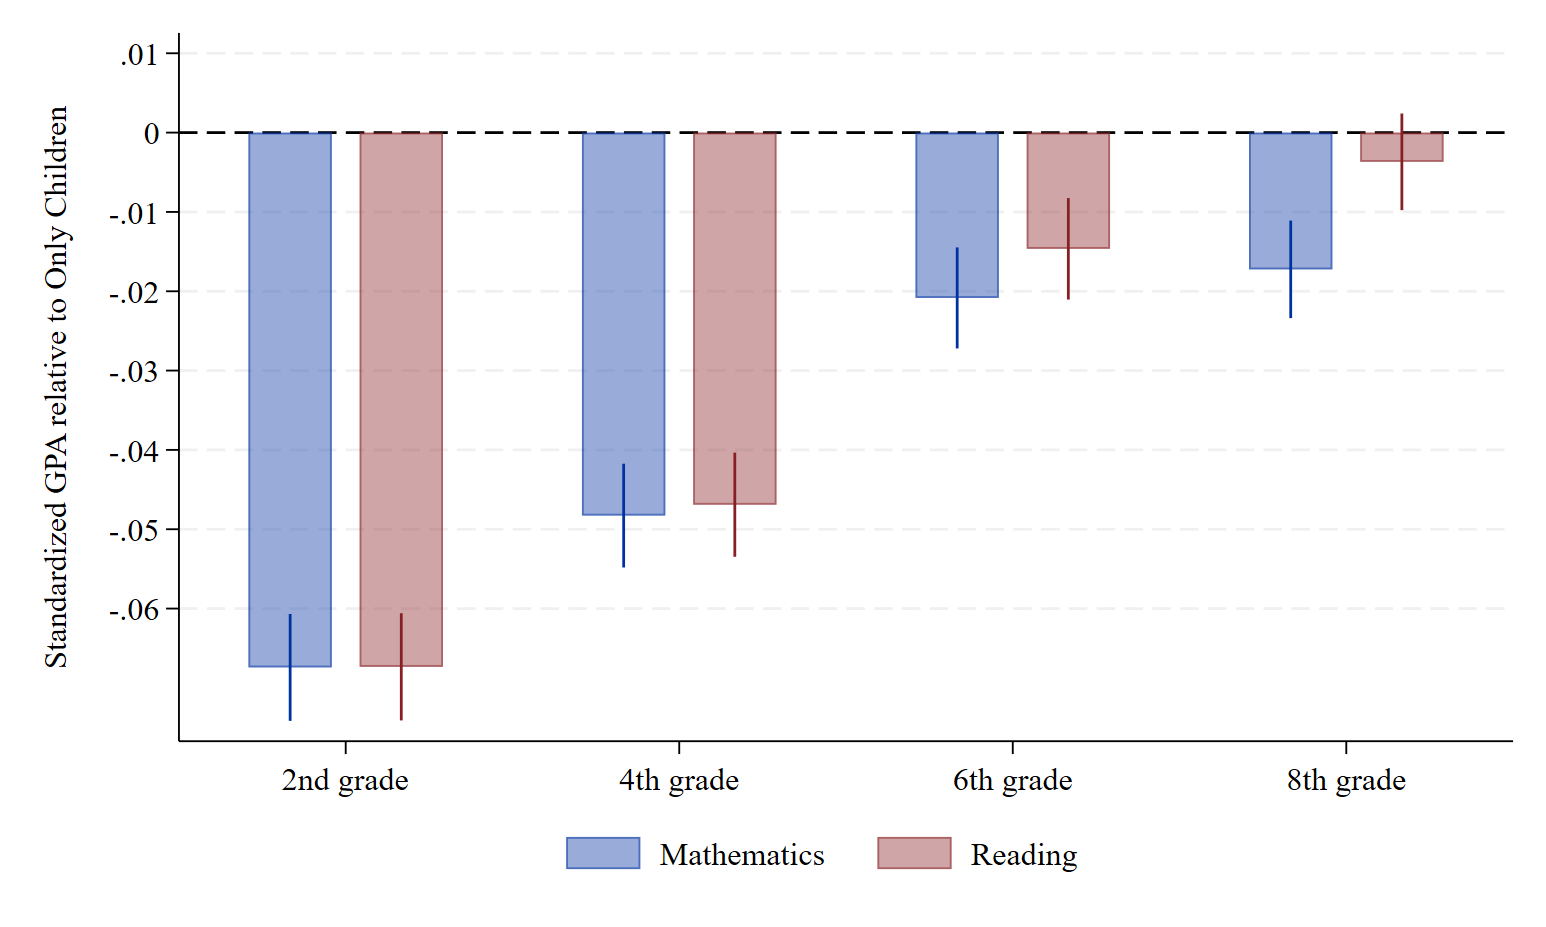 Standardized GPA relative to Only Children
.01
0
-.01
-.02
-.03
-.04
-.05
-.06
2nd grade 4th grade 6th grade 8th grade
Mathematics Reading